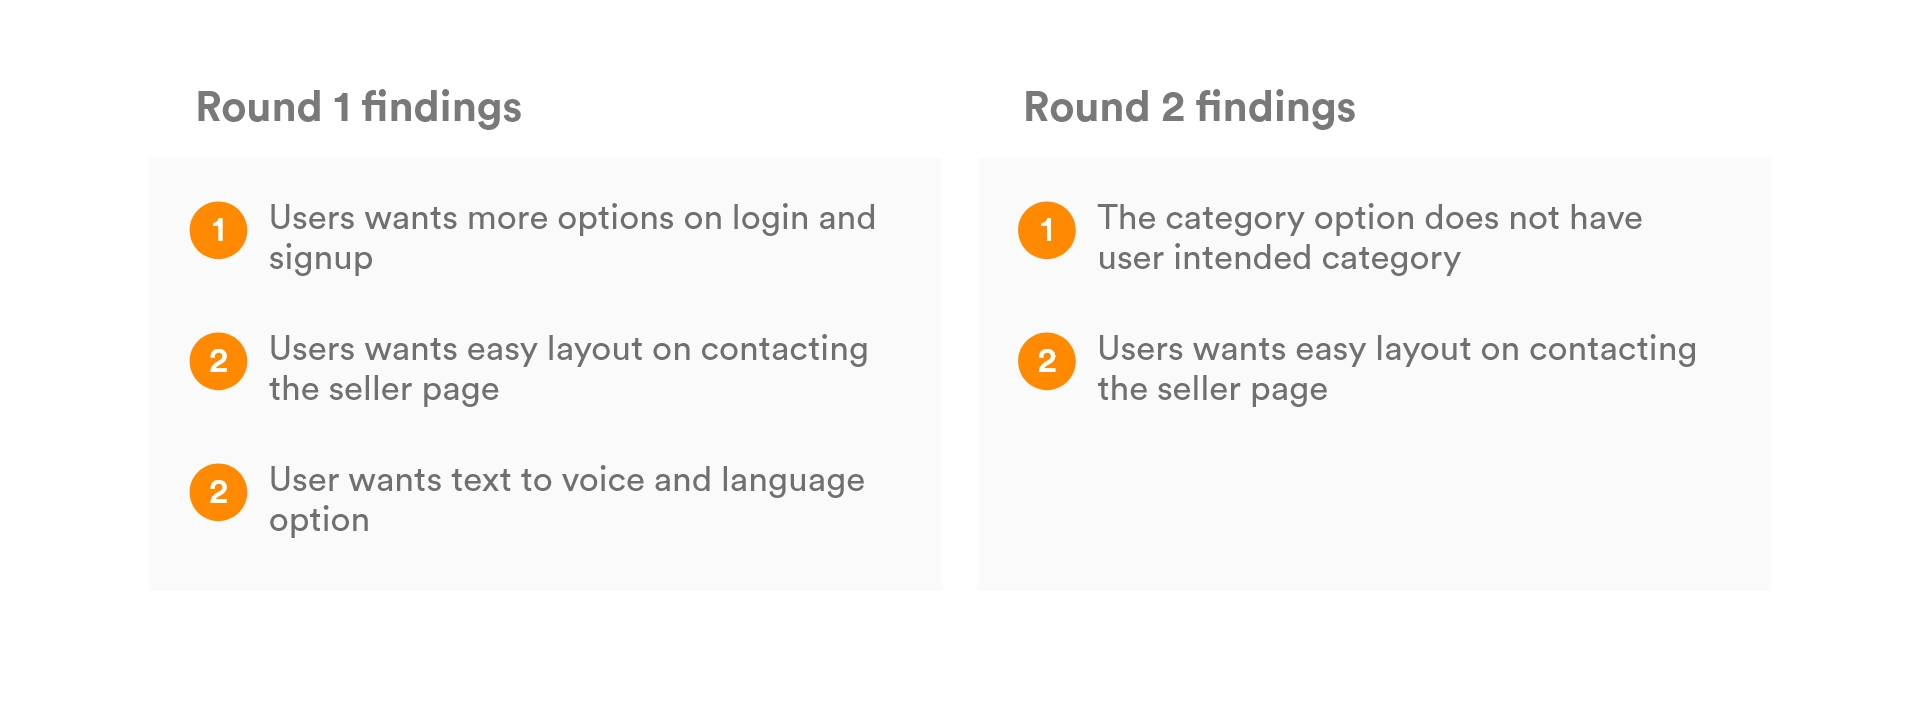 Round 1 findings
1
Users wants more options on login and
signup
2
Users wants easy layout on contacting
the seller page
2
User wants text to voice and language
option
Round 2 findings
1
The category option does not have
user intended category
2
Users wants easy layout on contacting
the seller page